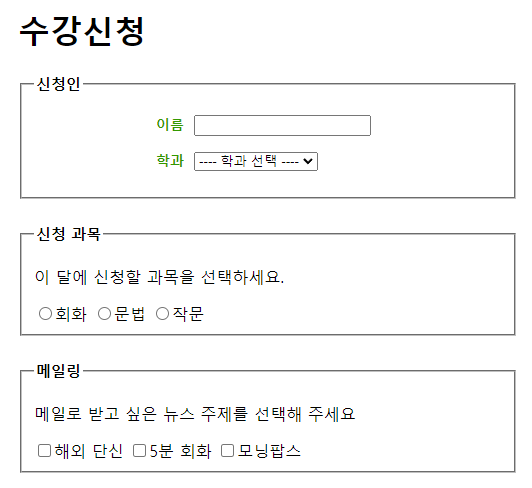 수강신청
신청인
이름
학과 ---- 학과 선택 ----
신청 과목
이 달에 신청할 과목을 선택하세요.
회화 문법 작문
메일링
메일로 받고 싶은 뉴스 주제를 선택해 주세요
해외 단신 5분 회화 모닝팝스